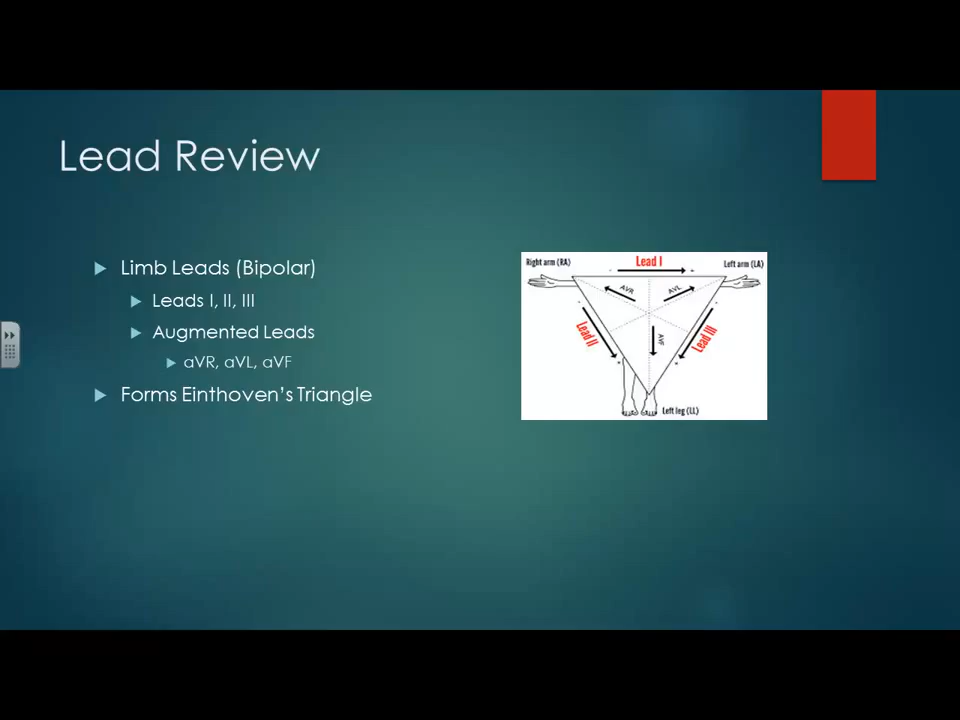 Lead Review
Limb Leads (Bipolar)
Leads I, II, III
Augmented Leads
aVR, aVL, aVF
Forms Einthoven's Triangle
Right arm (RA)
Lead I
Left arm (LA)
- +
AVR
AVL
- -
Lead II
AVF
Lead III
+ +
Left leg (LL)